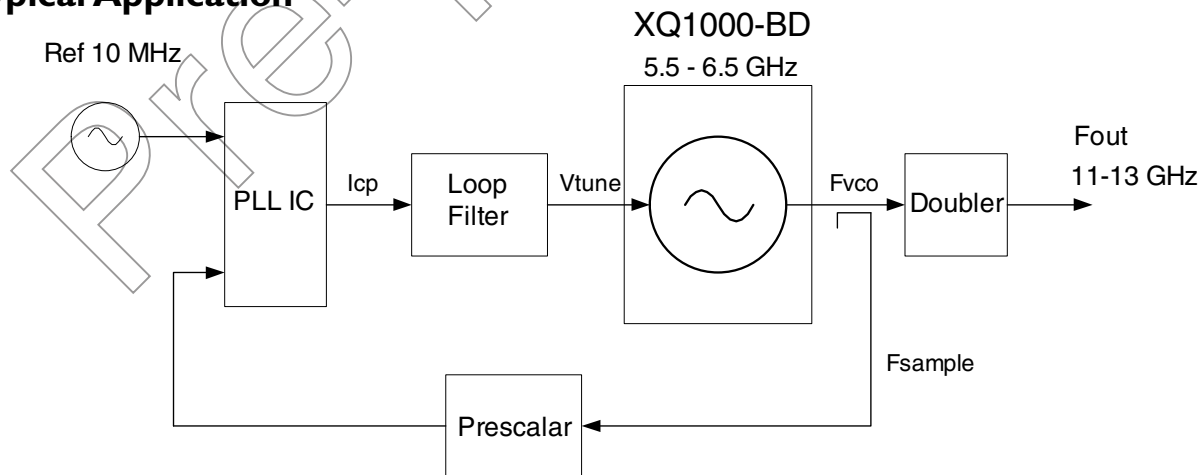 pical Application
XQ1000-BD
Ref 10 MHz
5.5 - 6.5 GHz
Fout
11-13 GHz
PLL IC
Icp
Loop
Filter
Vtune
Fvco
Doubler
Fsample
Prescalar